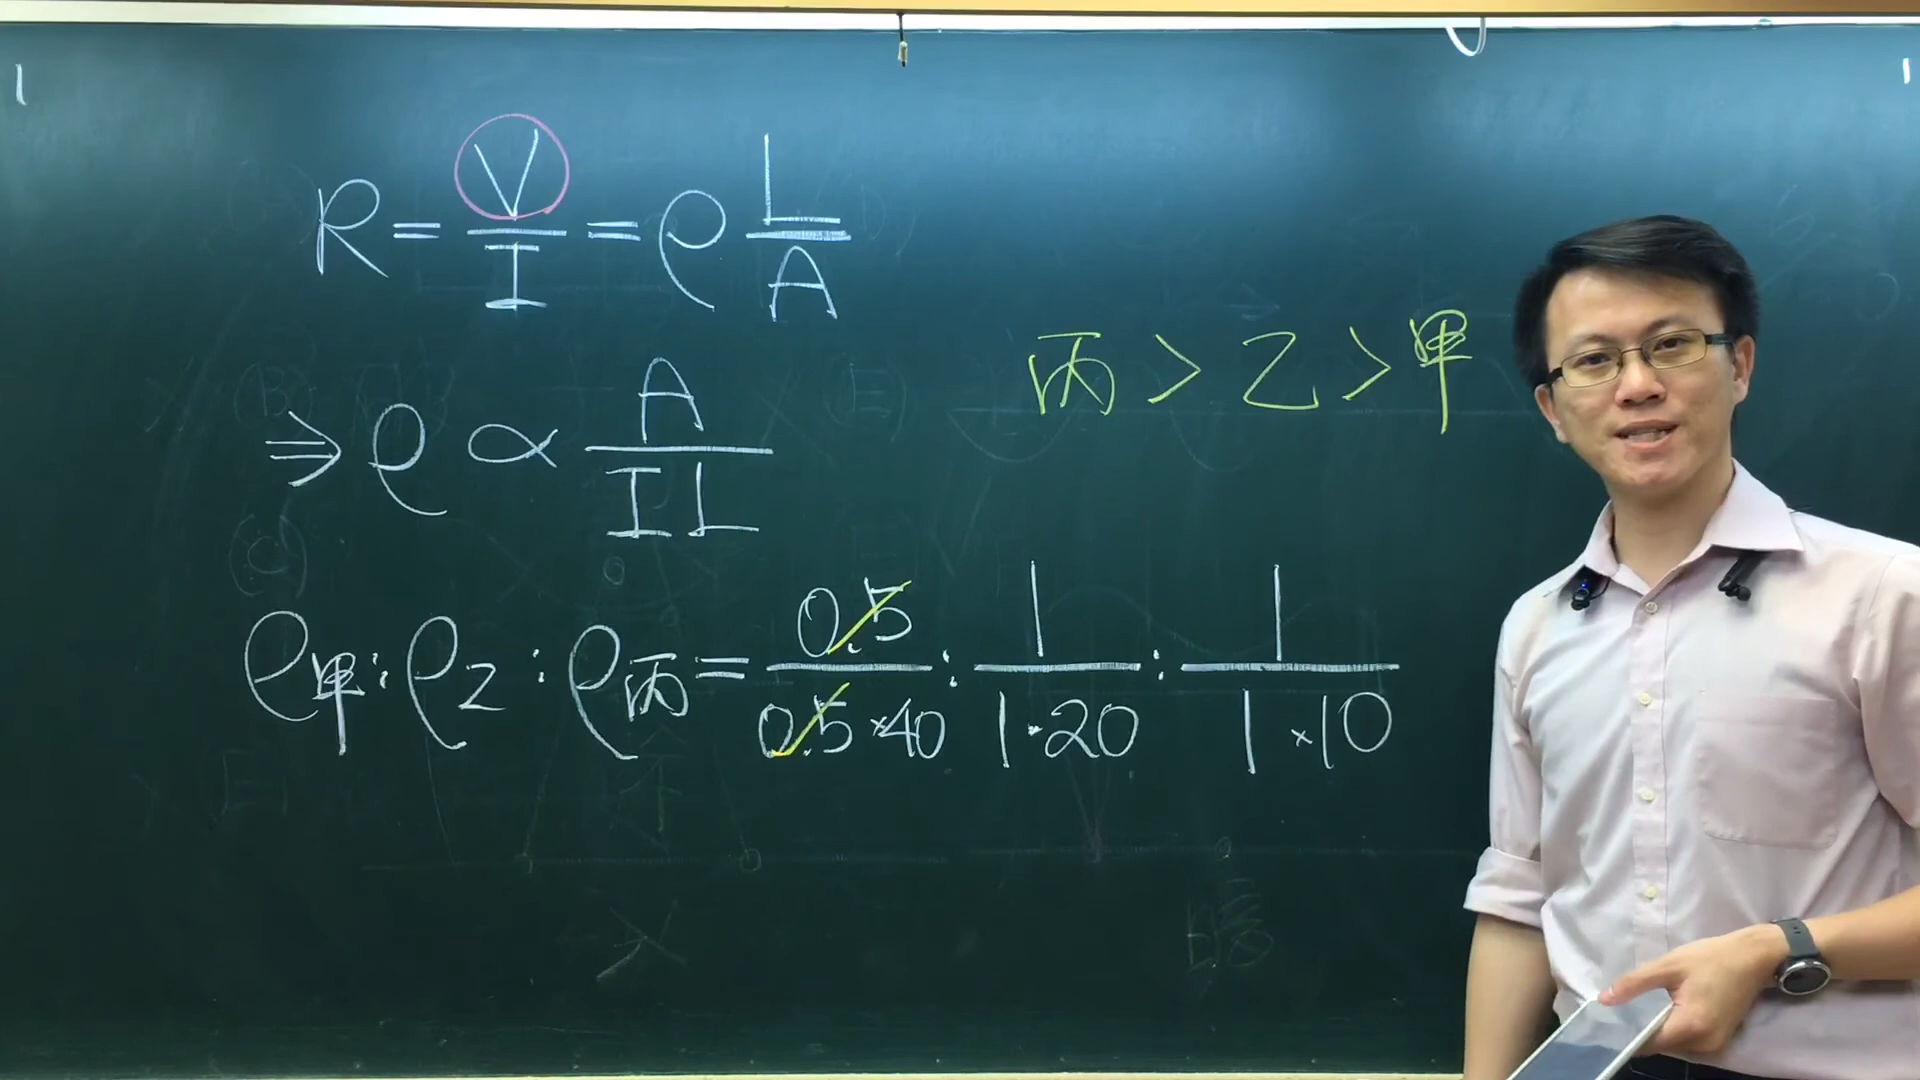 R = V/I = ρ L/A
丙 > 乙 > 甲
⇒ ρ ∝ A/IL
ρ甲 : ρ乙 : ρ丙 = 0.5/0.5×40 : 1/1×20 : 1/1×10